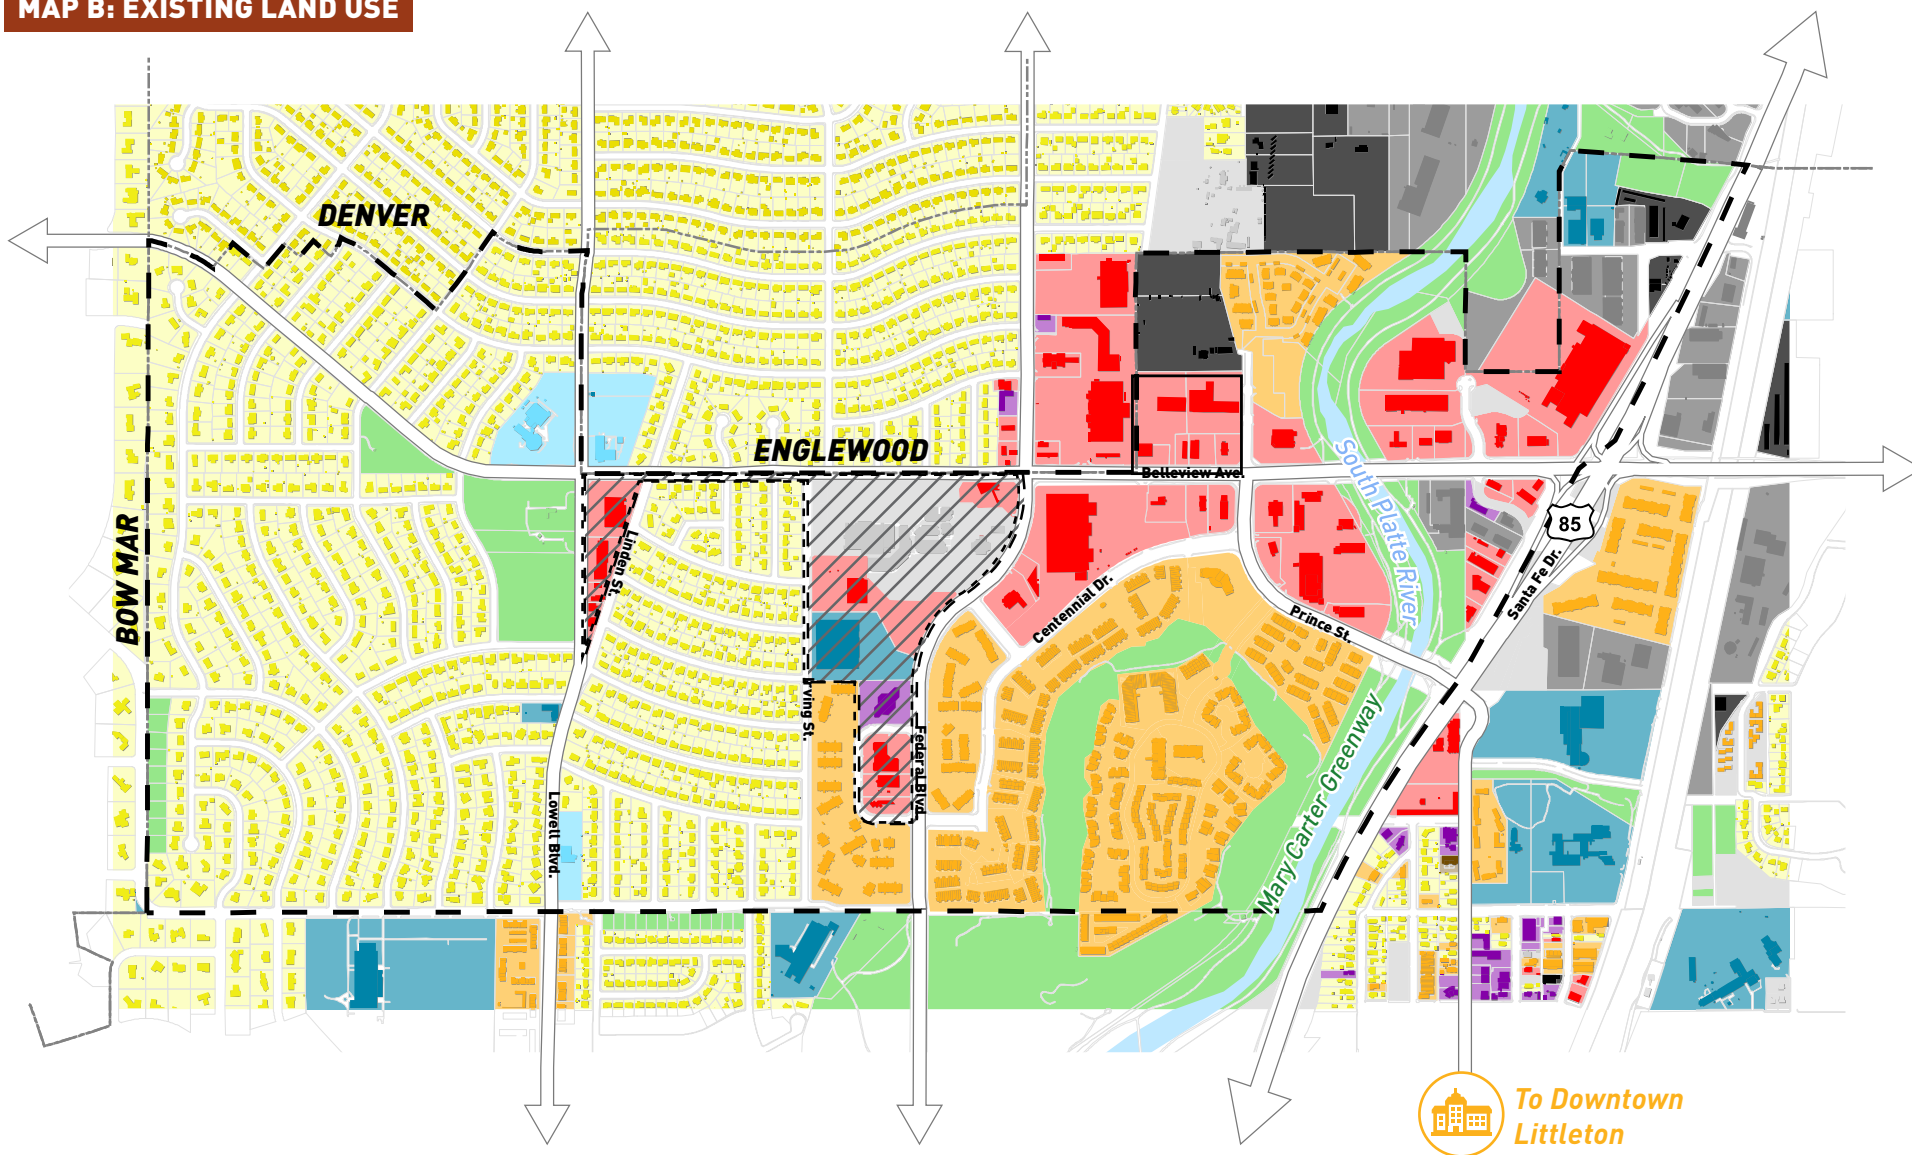 MAP B: EXISTING LAND USE
DENVER
ENGLEWOOD
Belleview Ave.
BOW MAR
Linden St.
South Platte River
85
Santa Fe Dr.
Centennial Dr.
Prince St.
Irving St.
Federal Blvd.
Mary Carter Greenway
Lowell Blvd.
To Downtown
Littleton